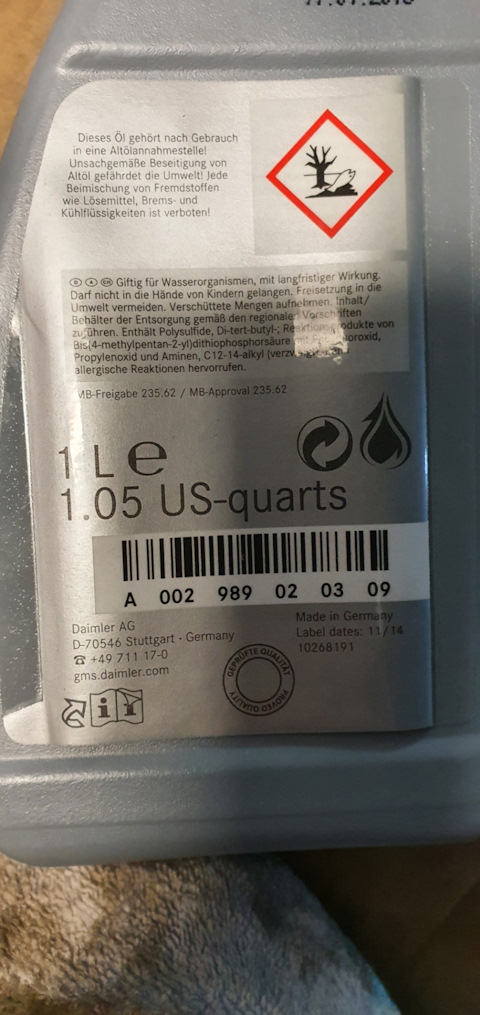 Dieses Öl gehört nach Gebrauch
in eine Altölannahmestelle!
Unsachgemäße Beseitigung von
Altöl gefährdet die Umwelt! Jede
Beimischung von Fremdstoffen
wie Lösemittel, Brems- und
Kühlflüssigkeiten ist verboten!
D A CH Giftig für Wasserorganismen, mit langfristiger Wirkung.
Darf nicht in die Hände von Kindern gelangen. Freisetzung in die
Umwelt vermeiden. Verschüttete Mengen aufnehmen. Inhalt/
Behälter der Entsorgung gemäß den regionalen Vorschriften
zuführen. Enthält Polysulfide, Di-tert-butyl-;
Bis(4-methylpentan-2-yl)dithiophosphorsäure
Propylenoxid und Aminen, C12-14-alkyl
allergische Reaktionen hervorrufen.
MB-Freigabe 235.62 / MB-Approval 235.62
1 L e
1.05 US-quarts
A 002 989 02 03 09
Daimler AG
D-70546 Stuttgart · Germany
☎ +49 711 17-0
gms.daimler.com
Made in Germany
Label dates: 11/14
10268191
GEPRÜFTE QUALITÄT
PROVED QUALITY